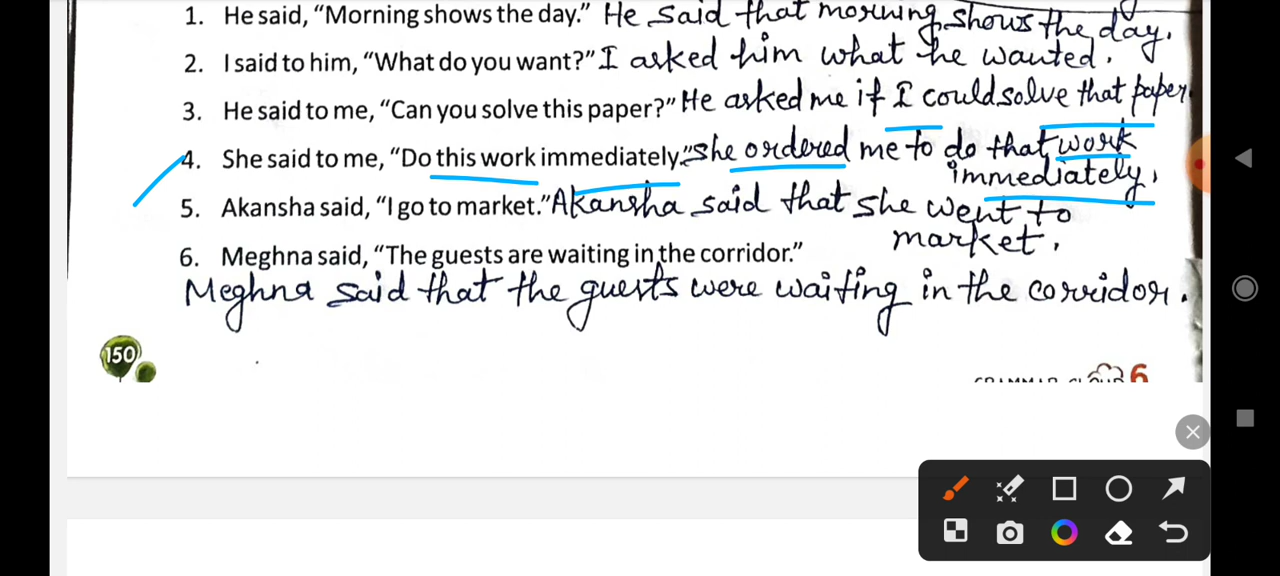 1. He said, “Morning shows the day.” He said that morning shows the day.
2. I said to him, “What do you want?” I asked him what he wanted.
3. He said to me, “Can you solve this paper?” He asked me if I could solve that paper.
4. She said to me, “Do this work immediately.” She ordered me to do that work
immediately.
5. Akansha said, “I go to market.” Akansha said that she went to
market.
6. Meghna said, “The guests are waiting in the corridor.”
Meghna said that the guests were waiting in the corridor.
150
6